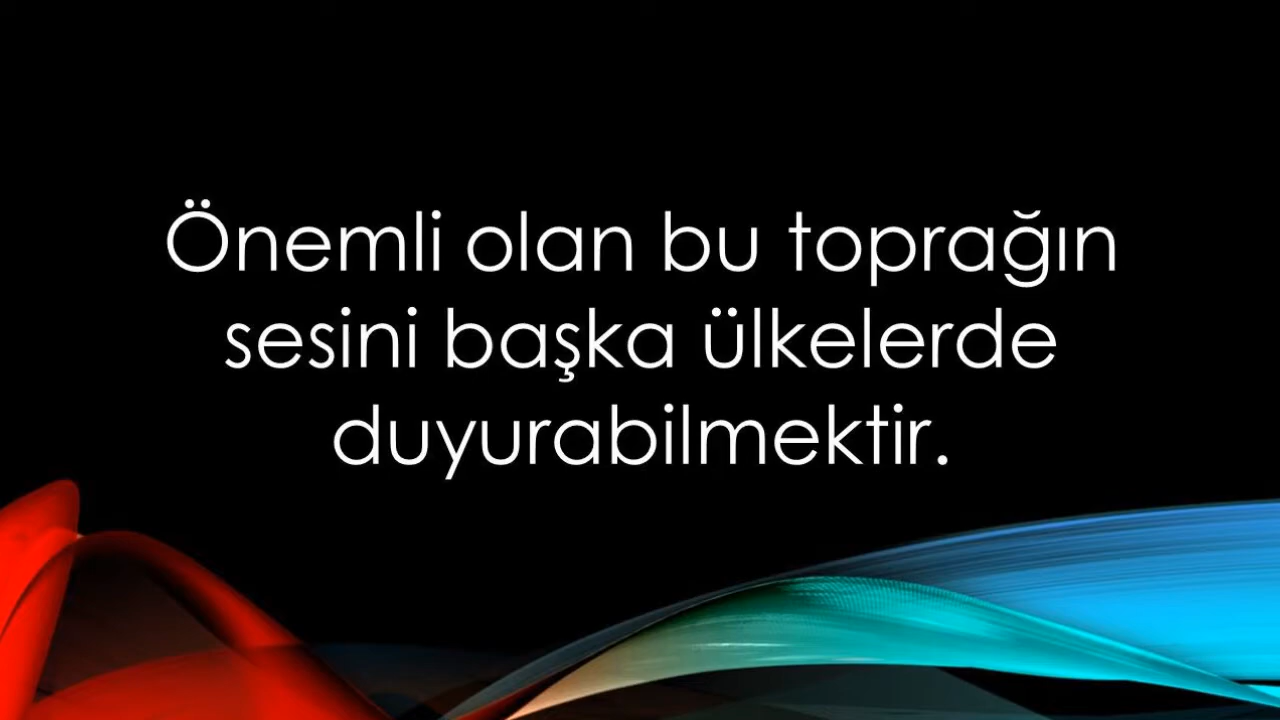 Önemli olan bu toprağın
sesini başka ülkelerde
duyurabilmektir.